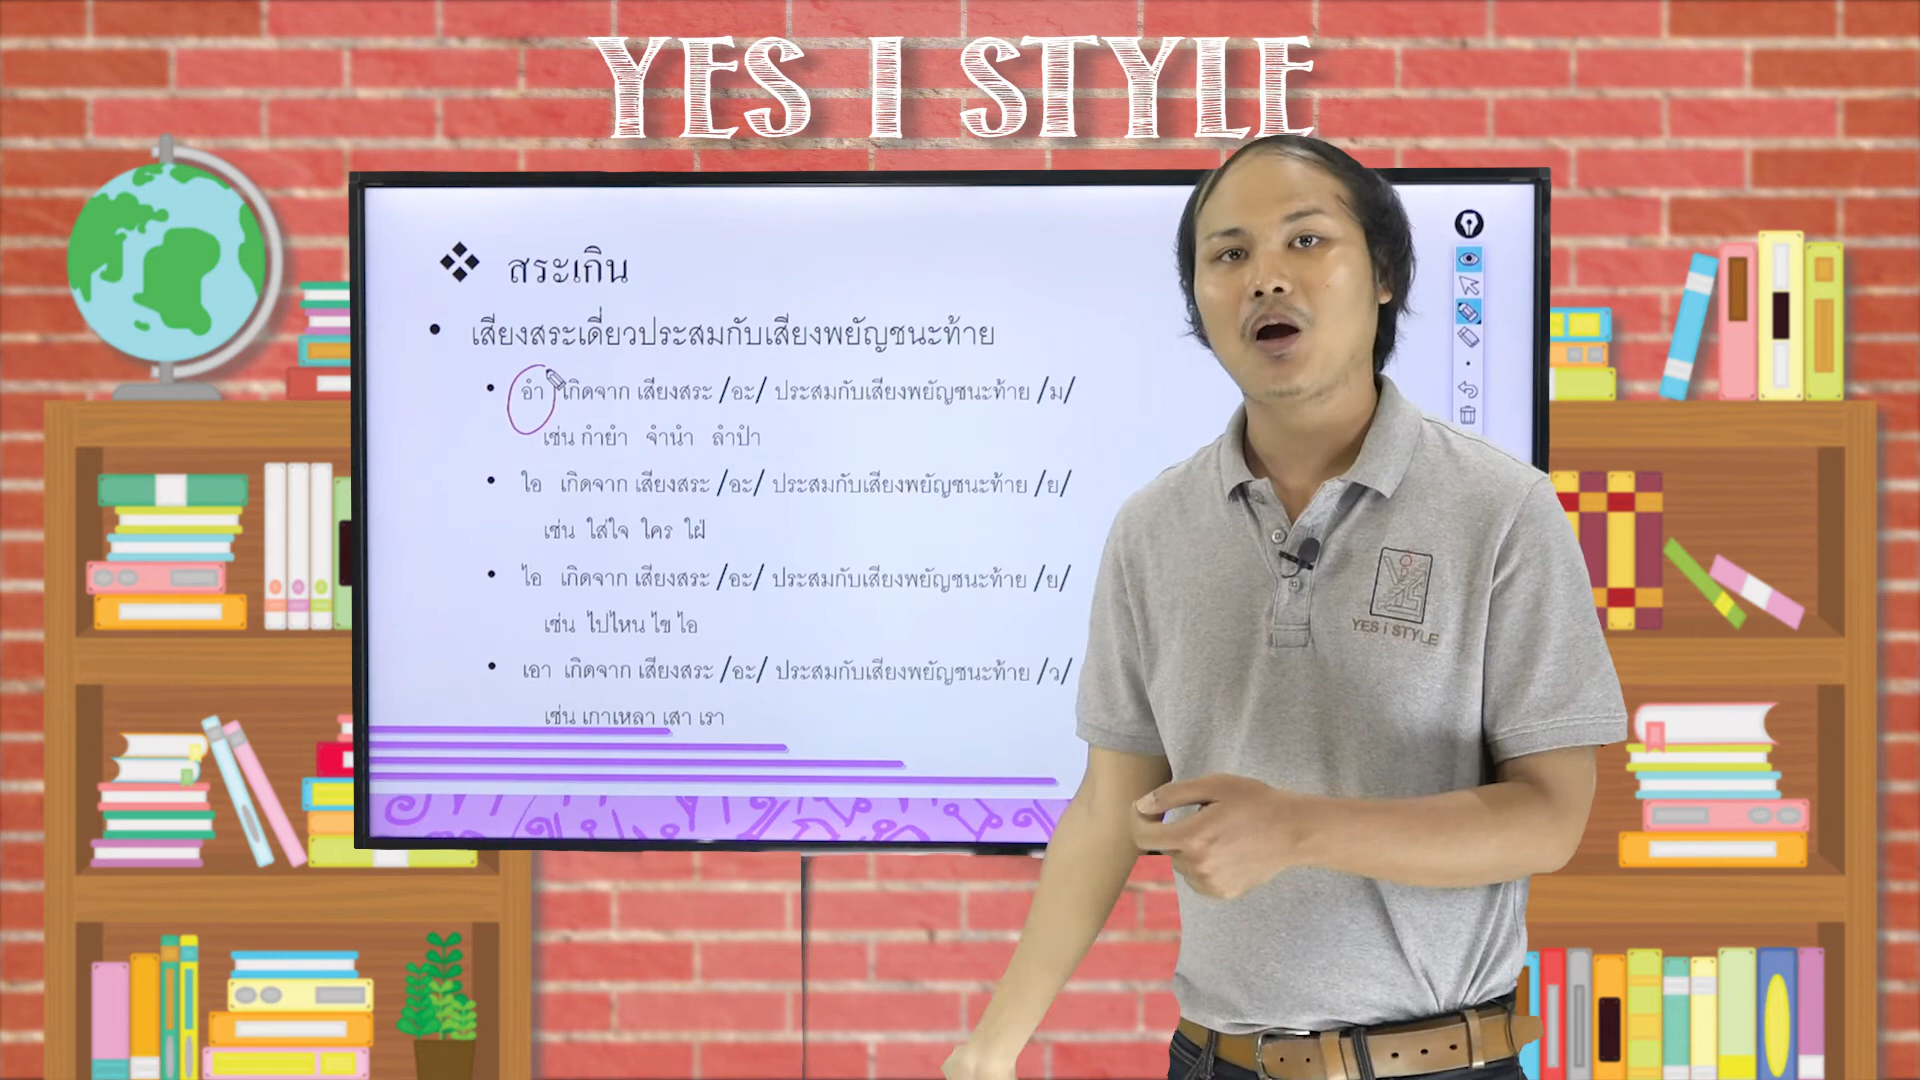 YES I STYLE
สระเกิน
เสียงสระเดี่ยวประสมกับเสียงพยัญชนะท้าย
อำ เกิดจาก เสียงสระ /อะ/ ประสมกับเสียงพยัญชนะท้าย /ม/
เช่น กำยำ จำนำ ลำปำ
ใอ เกิดจาก เสียงสระ /อะ/ ประสมกับเสียงพยัญชนะท้าย /ย/
เช่น ใส่ใจ ใคร ใฝ่
ไอ เกิดจาก เสียงสระ /อะ/ ประสมกับเสียงพยัญชนะท้าย /ย/
เช่น ไปไหน ไข ไอ
เอา เกิดจาก เสียงสระ /อะ/ ประสมกับเสียงพยัญชนะท้าย /ว/
เช่น เกาเหลา เสา เรา
YES i STYLE